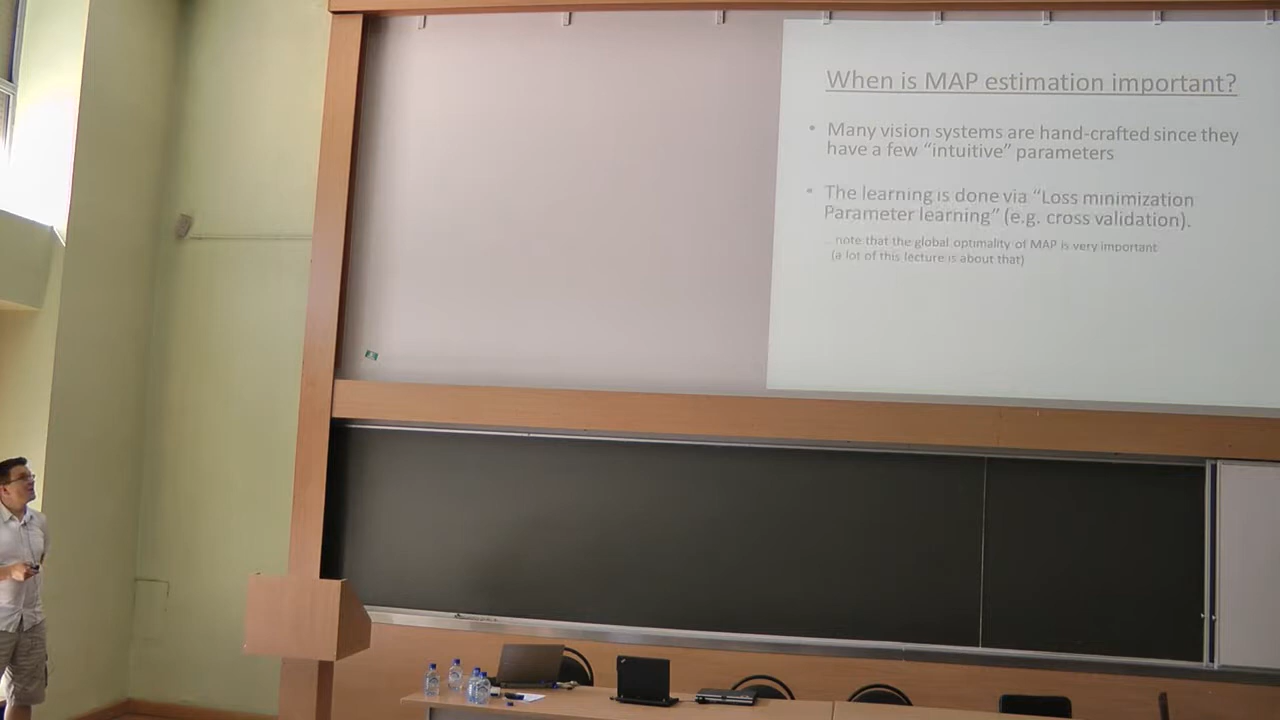 When is MAP estimation important?
• Many vision systems are hand-crafted since they
have a few “intuitive” parameters
• The learning is done via “Loss minimization
Parameter learning” (e.g. cross validation).
.. note that the global optimality of MAP is very important
(a lot of this lecture is about that)